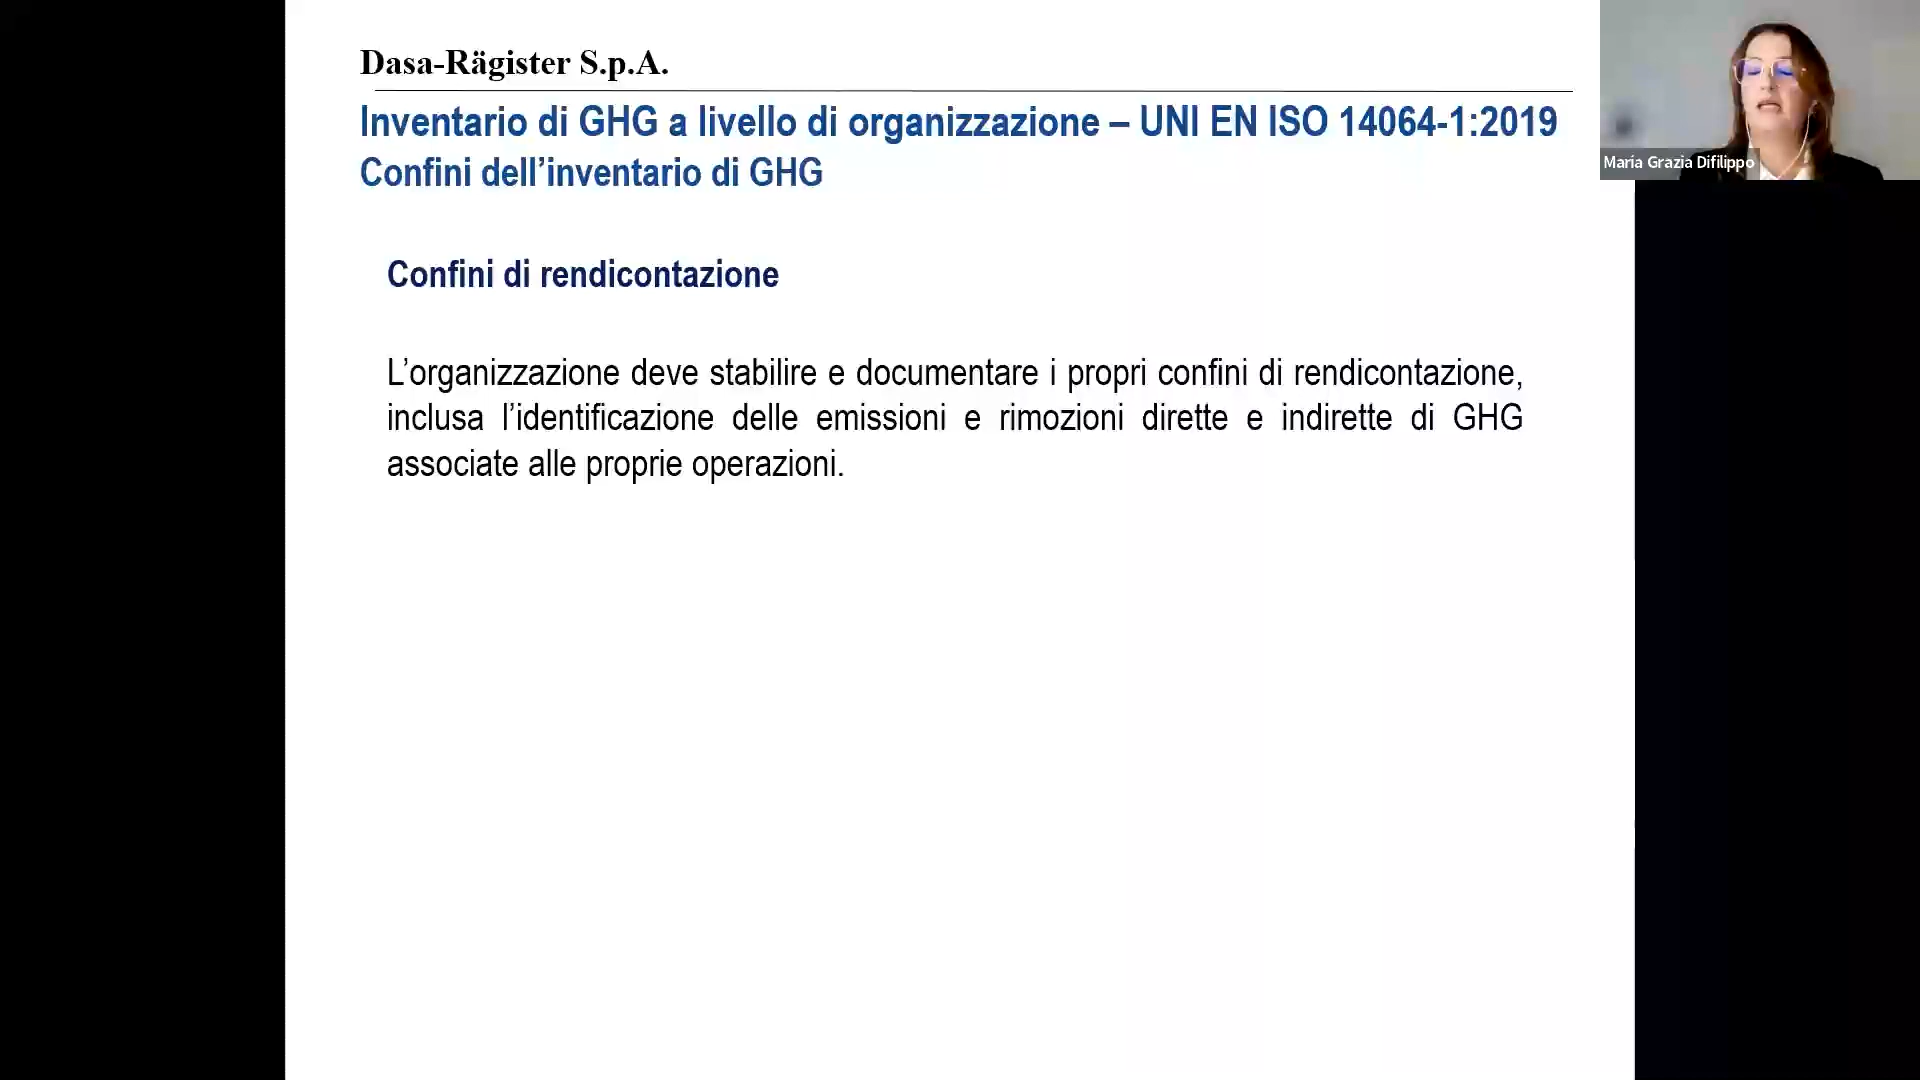 Dasa-Rägister S.p.A.
Inventario di GHG a livello di organizzazione – UNI EN ISO 14064-1:2019
Confini dell’inventario di GHG
Maria Grazia Difilippo
Confini di rendicontazione
L’organizzazione deve stabilire e documentare i propri confini di rendicontazione,
inclusa l’identificazione delle emissioni e rimozioni dirette e indirette di GHG
associate alle proprie operazioni.